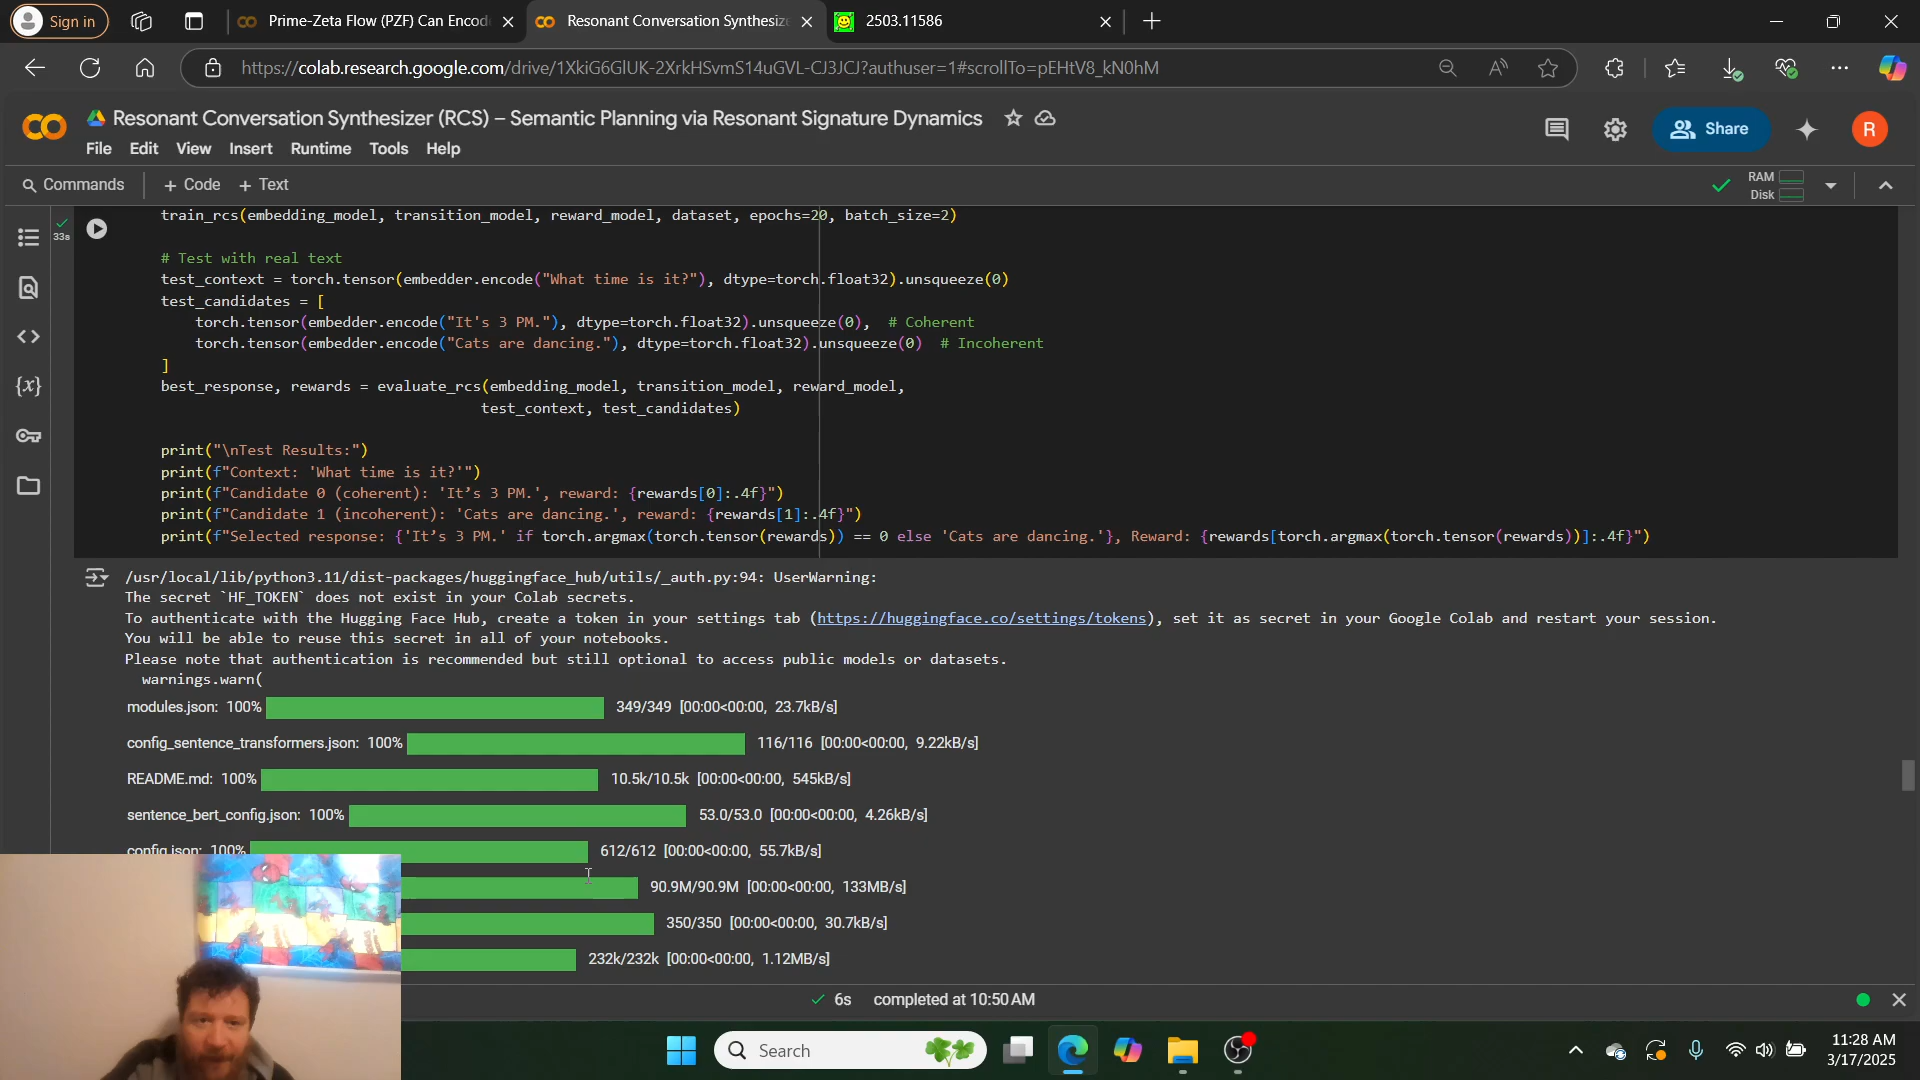 Sign in
Prime-Zeta Flow (PZF) Can Encod
Resonant Conversation Synthesize
2503.11586
https://colab.research.google.com/drive/1XkiG6GlUK-2XrkHSvmS14uGVL-CJ3JCJ?authuser=1#scrollTo=pEHtV8_kN0hM
Resonant Conversation Synthesizer (RCS) – Semantic Planning via Resonant Signature Dynamics
File Edit View Insert Runtime Tools Help
Share
R
Commands + Code + Text
RAM
Disk
33s
train_rcs(embedding_model, transition_model, reward_model, dataset, epochs=20, batch_size=2)
# Test with real text
test_context = torch.tensor(embedder.encode("What time is it?"), dtype=torch.float32).unsqueeze(0)
test_candidates = [
torch.tensor(embedder.encode("It's 3 PM."), dtype=torch.float32).unsqueeze(0), # Coherent
torch.tensor(embedder.encode("Cats are dancing."), dtype=torch.float32).unsqueeze(0) # Incoherent
]
best_response, rewards = evaluate_rcs(embedding_model, transition_model, reward_model,
test_context, test_candidates)
print("\nTest Results:")
print(f"Context: 'What time is it?'")
print(f"Candidate 0 (coherent): 'It’s 3 PM.', reward: {rewards[0]:.4f}")
print(f"Candidate 1 (incoherent): 'Cats are dancing.', reward: {rewards[1]:.4f}")
print(f"Selected response: {'It’s 3 PM.' if torch.argmax(torch.tensor(rewards)) == 0 else 'Cats are dancing.'}, Reward: {rewards[torch.argmax(torch.tensor(rewards))]:.4f}")
/usr/local/lib/python3.11/dist-packages/huggingface_hub/utils/_auth.py:94: UserWarning:
The secret `HF_TOKEN` does not exist in your Colab secrets.
To authenticate with the Hugging Face Hub, create a token in your settings tab (https://huggingface.co/settings/tokens), set it as secret in your Google Colab and restart your session.
You will be able to reuse this secret in all of your notebooks.
Please note that authentication is recommended but still optional to access public models or datasets.
warnings.warn(
modules.json: 100% 349/349 [00:00<00:00, 23.7kB/s]
config_sentence_transformers.json: 100% 116/116 [00:00<00:00, 9.22kB/s]
README.md: 100% 10.5k/10.5k [00:00<00:00, 545kB/s]
sentence_bert_config.json: 100% 53.0/53.0 [00:00<00:00, 4.26kB/s]
config.json: 100% 612/612 [00:00<00:00, 55.7kB/s]
90.9M/90.9M [00:00<00:00, 133MB/s]
350/350 [00:00<00:00, 30.7kB/s]
232k/232k [00:00<00:00, 1.12MB/s]
6s completed at 10:50 AM
Search
11:28 AM
3/17/2025